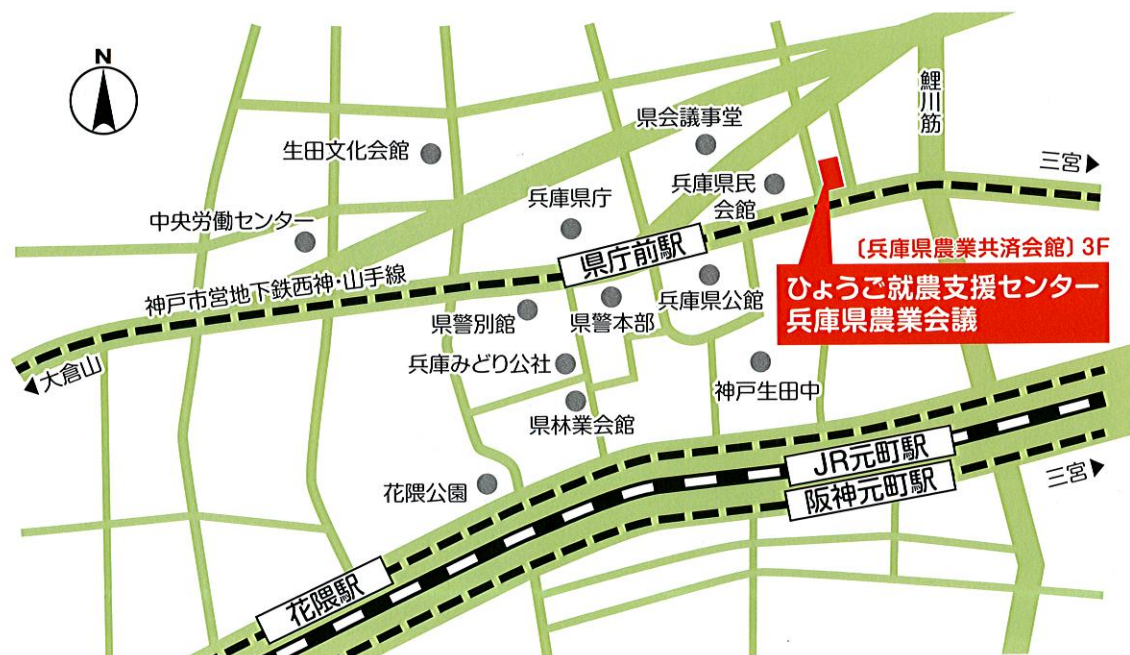 N
鯉川筋
県会議事堂
生田文化会館
三宮▶
兵庫県庁
兵庫県民
会館
中央労働センター
県庁前駅
〔兵庫県農業共済会館〕3F
ひょうご就農支援センター
兵庫県農業会議
神戸市営地下鉄西神・山手線
兵庫県公館
県警別館
県警本部
◀大倉山
兵庫みどり公社
神戸生田中
県林業会館
JR元町駅
花隈公園
阪神元町駅
三宮▶
花隈駅